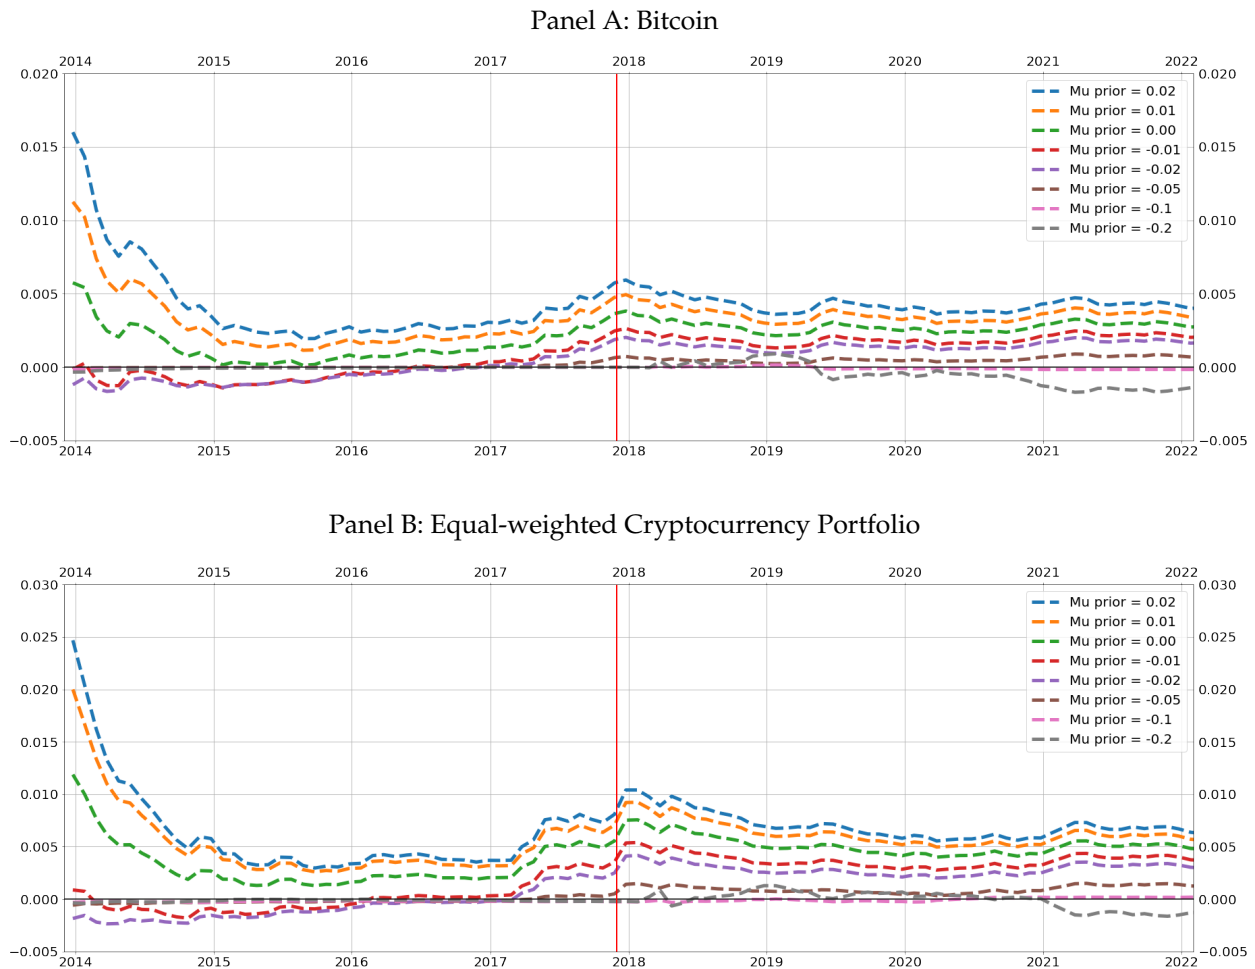 Panel A: Bitcoin
2014 2015 2016 2017 2018 2019 2020 2021 2022
0.020 0.020
Mu prior = 0.02
Mu prior = 0.01
Mu prior = 0.00
0.015 0.015
Mu prior = -0.01
Mu prior = -0.02
Mu prior = -0.05
Mu prior = -0.1
0.010 0.010
Mu prior = -0.2
0.005 0.005
0.000 0.000
−0.005 −0.005
2014 2015 2016 2017 2018 2019 2020 2021 2022
Panel B: Equal-weighted Cryptocurrency Portfolio
2014 2015 2016 2017 2018 2019 2020 2021 2022
0.030 0.030
Mu prior = 0.02
Mu prior = 0.01
0.025 0.025
Mu prior = 0.00
Mu prior = -0.01
Mu prior = -0.02
0.020 0.020
Mu prior = -0.05
Mu prior = -0.1
Mu prior = -0.2
0.015 0.015
0.010 0.010
0.005 0.005
0.000 0.000
−0.005 −0.005
2014 2015 2016 2017 2018 2019 2020 2021 2022